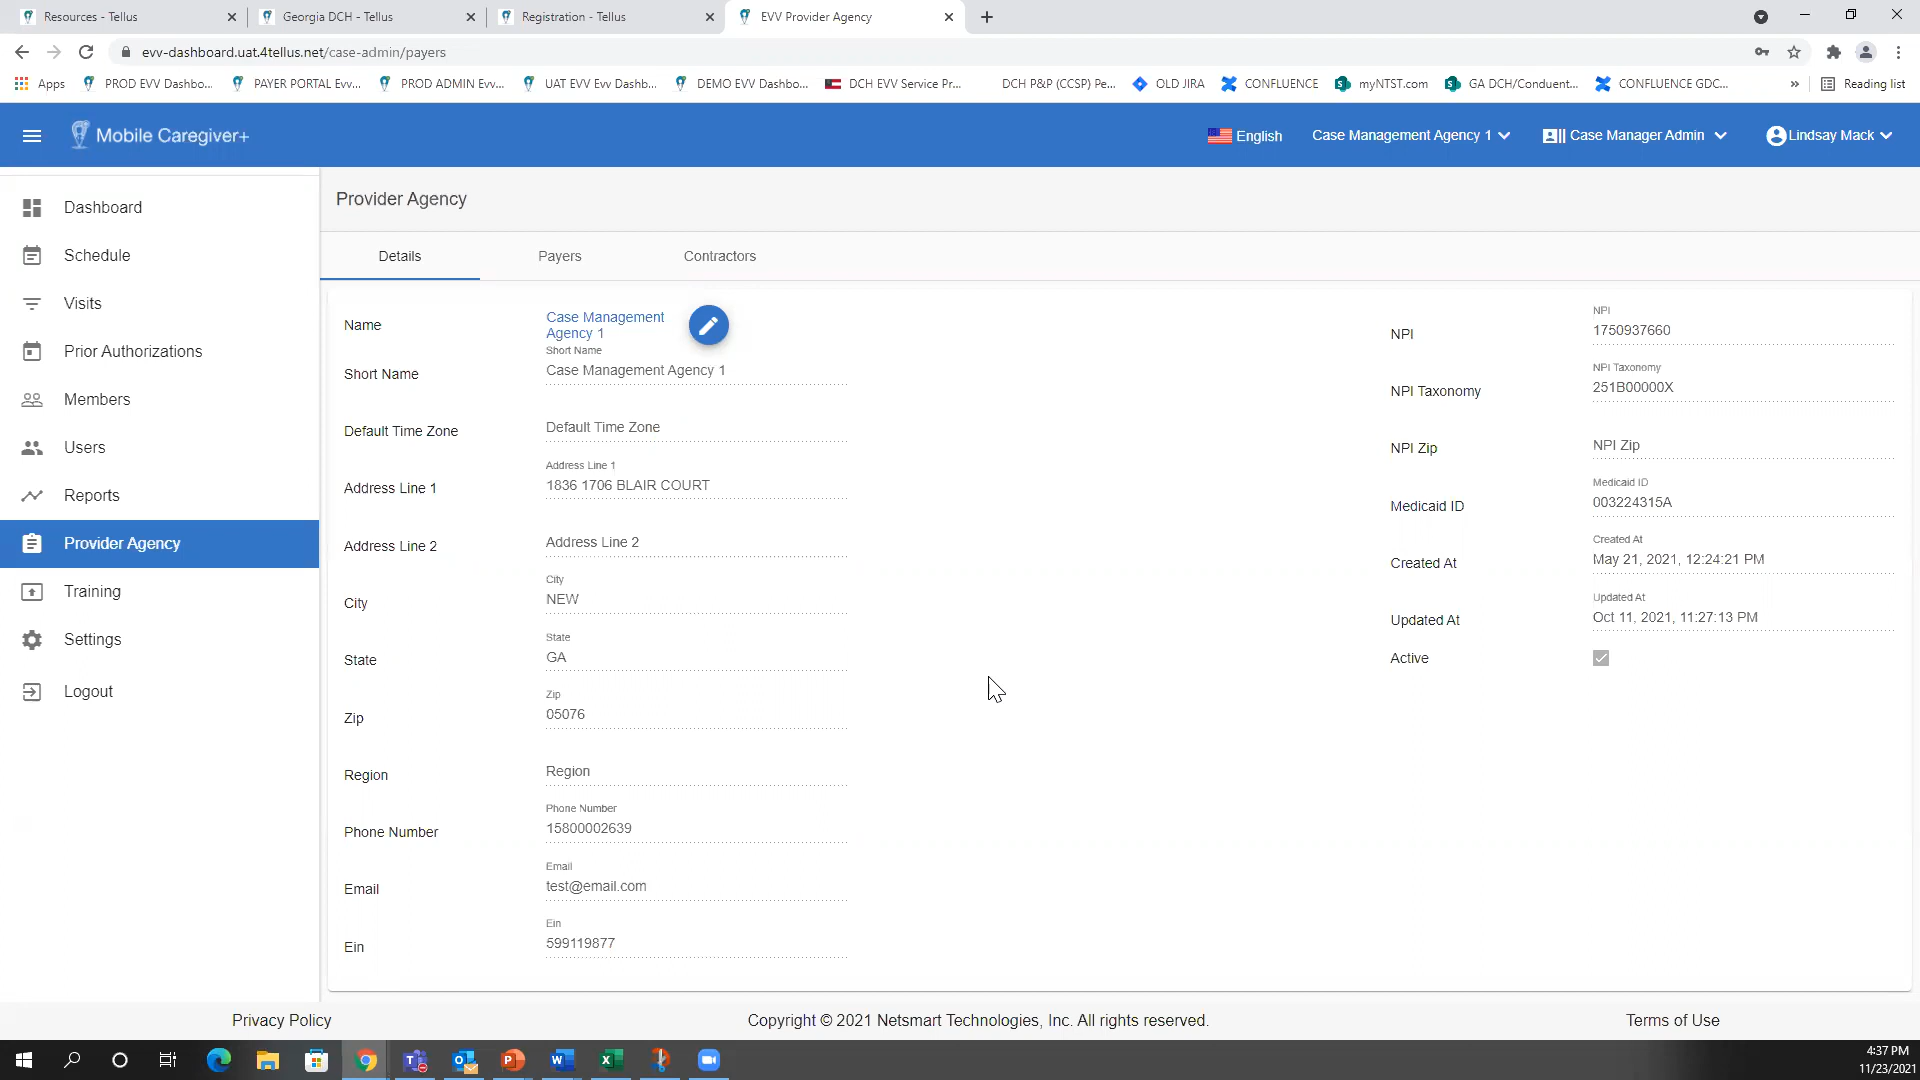 Resources - Tellus
Georgia DCH - Tellus
Registration - Tellus
EVV Provider Agency
evv-dashboard.uat.4tellus.net/case-admin/payers
Apps
PROD EVV Dashbo...
PAYER PORTAL Evv...
PROD ADMIN Evv...
UAT EVV Evv Dashb...
DEMO EVV Dashbo...
DCH EVV Service Pr...
DCH P&P (CCSP) Pe...
OLD JIRA
CONFLUENCE
myNTST.com
GA DCH/Conduent...
CONFLUENCE GDC...
»
Reading list
Mobile Caregiver+
English
Case Management Agency 1
Case Manager Admin
Lindsay Mack
Dashboard
Schedule
Visits
Prior Authorizations
Members
Users
Reports
Provider Agency
Training
Settings
Logout
Provider Agency
Details
Payers
Contractors
Name
Case Management
Agency 1
Short Name
Short Name
Case Management Agency 1
Default Time Zone
Default Time Zone
Address Line 1
Address Line 1
1836 1706 BLAIR COURT
Address Line 2
Address Line 2
City
City
NEW
State
State
GA
Zip
Zip
05076
Region
Region
Phone Number
Phone Number
15800002639
Email
Email
test@email.com
Ein
Ein
599119877
NPI
NPI
1750937660
NPI Taxonomy
NPI Taxonomy
251B00000X
NPI Zip
NPI Zip
Medicaid ID
Medicaid ID
003224315A
Created At
Created At
May 21, 2021, 12:24:21 PM
Updated At
Updated At
Oct 11, 2021, 11:27:13 PM
Active
Privacy Policy
Copyright © 2021 Netsmart Technologies, Inc. All rights reserved.
Terms of Use
4:37 PM
11/23/2021